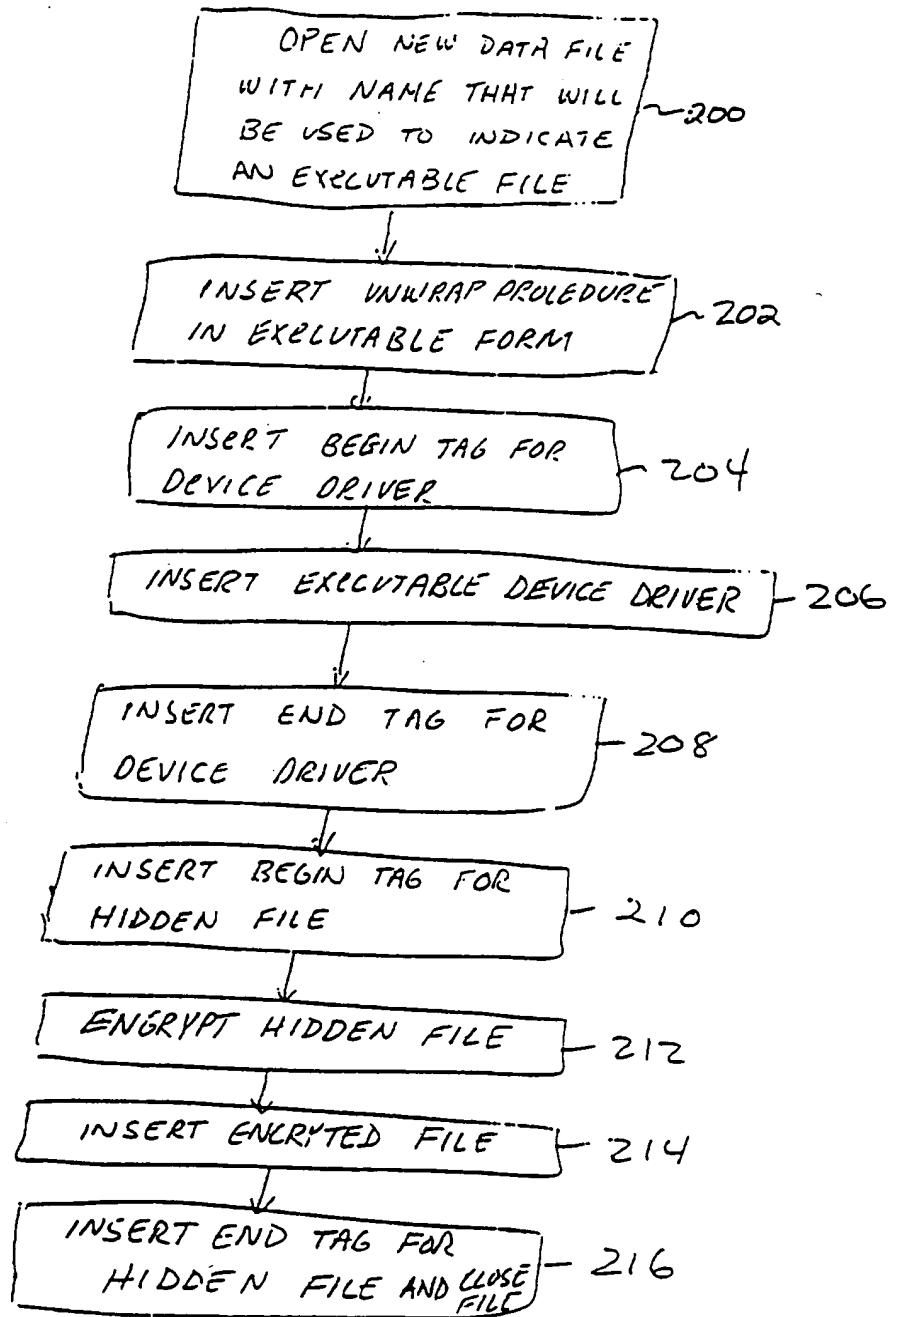 OPEN NEW DATA FILE
WITH NAME THAT WILL
BE USED TO INDICATE
AN EXECUTABLE FILE
200
INSERT UNWRAP PROCEDURE
IN EXECUTABLE FORM
202
INSERT BEGIN TAG FOR
DEVICE DRIVER
204
INSERT EXECUTABLE DEVICE DRIVER
206
INSERT END TAG FOR
DEVICE DRIVER
208
INSERT BEGIN TAG FOR
HIDDEN FILE
210
ENCRYPT HIDDEN FILE
212
INSERT ENCRYTED FILE
214
INSERT END TAG FOR
HIDDEN FILE AND CLOSE
FILE
216